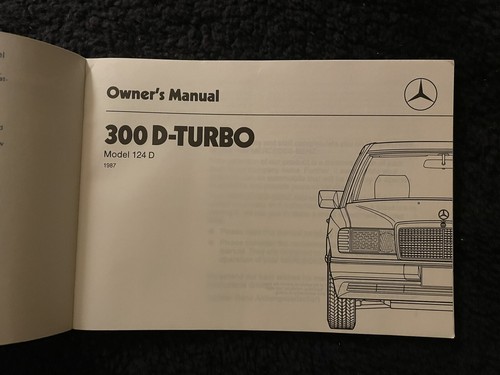 Owner's Manual
300 D-TURBO
Model 124 D
1987